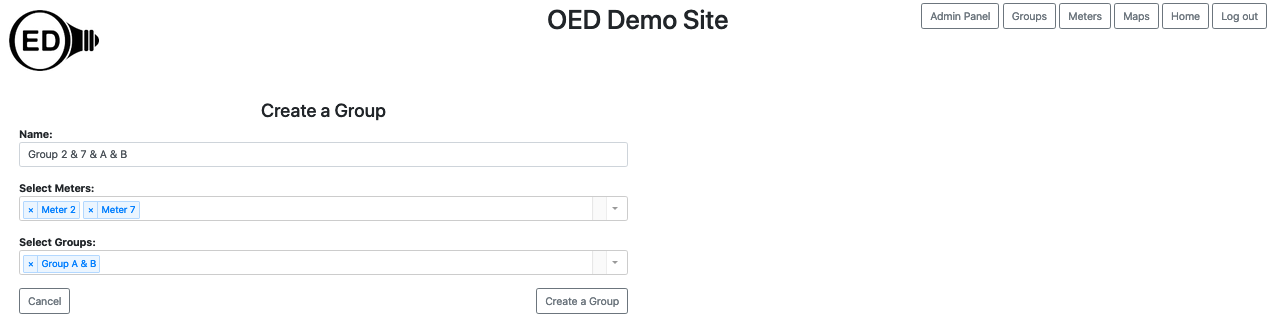 ED
OED Demo Site
Admin Panel Groups Meters Maps Home Log out
Create a Group
Name:
Group 2 & 7 & A & B
Select Meters:
× Meter 2 × Meter 7
Select Groups:
× Group A & B
Cancel Create a Group